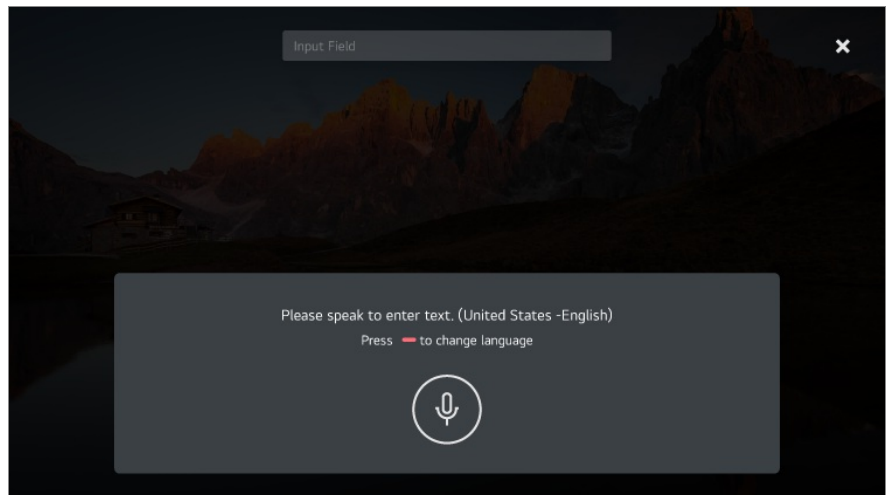 Input Field
Please speak to enter text. (United States -English)
Press to change language